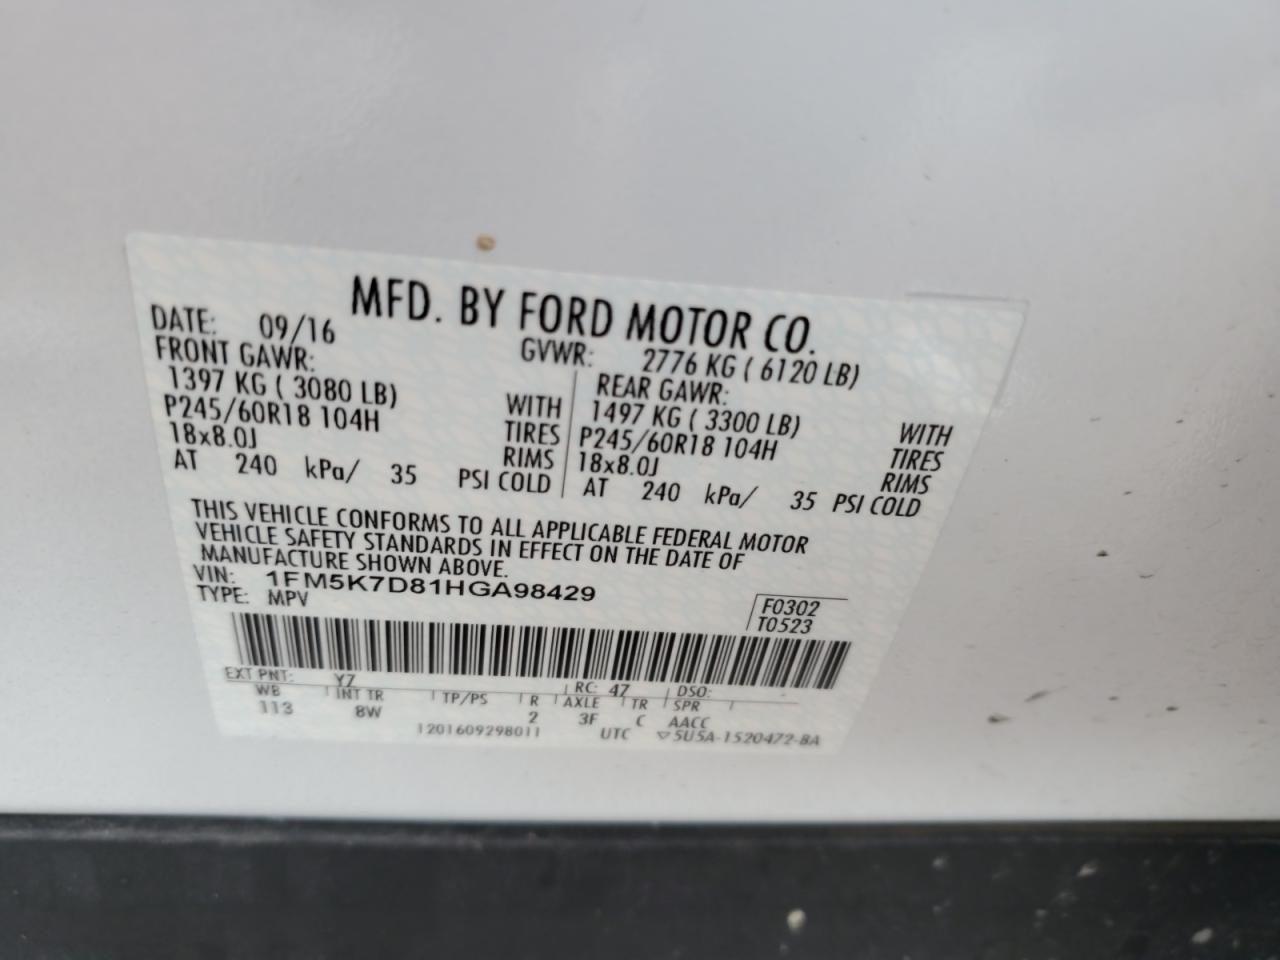 MFD. BY FORD MOTOR CO.
DATE: 09/16 GVWR: 2776 KG ( 6120 LB)
FRONT GAWR: REAR GAWR:
1397 KG ( 3080 LB) WITH 1497 KG ( 3300 LB) WITH
P245/60R18 104H TIRES P245/60R18 104H TIRES
18x8.0J RIMS 18x8.0J RIMS
AT 240 kPa/ 35 PSI COLD AT 240 kPa/ 35 PSI COLD
THIS VEHICLE CONFORMS TO ALL APPLICABLE FEDERAL MOTOR
VEHICLE SAFETY STANDARDS IN EFFECT ON THE DATE OF
MANUFACTURE SHOWN ABOVE.
VIN: 1FM5K7D81HGA98429
TYPE: MPV F0302
T0523
EXT PNT: Y7 RC: 47 DSO:
WB INT TR TP/PS R AXLE TR SPR
113 8W 2 3F C AACC
1201609298011 UTC ▽5U5A-1520472-BA